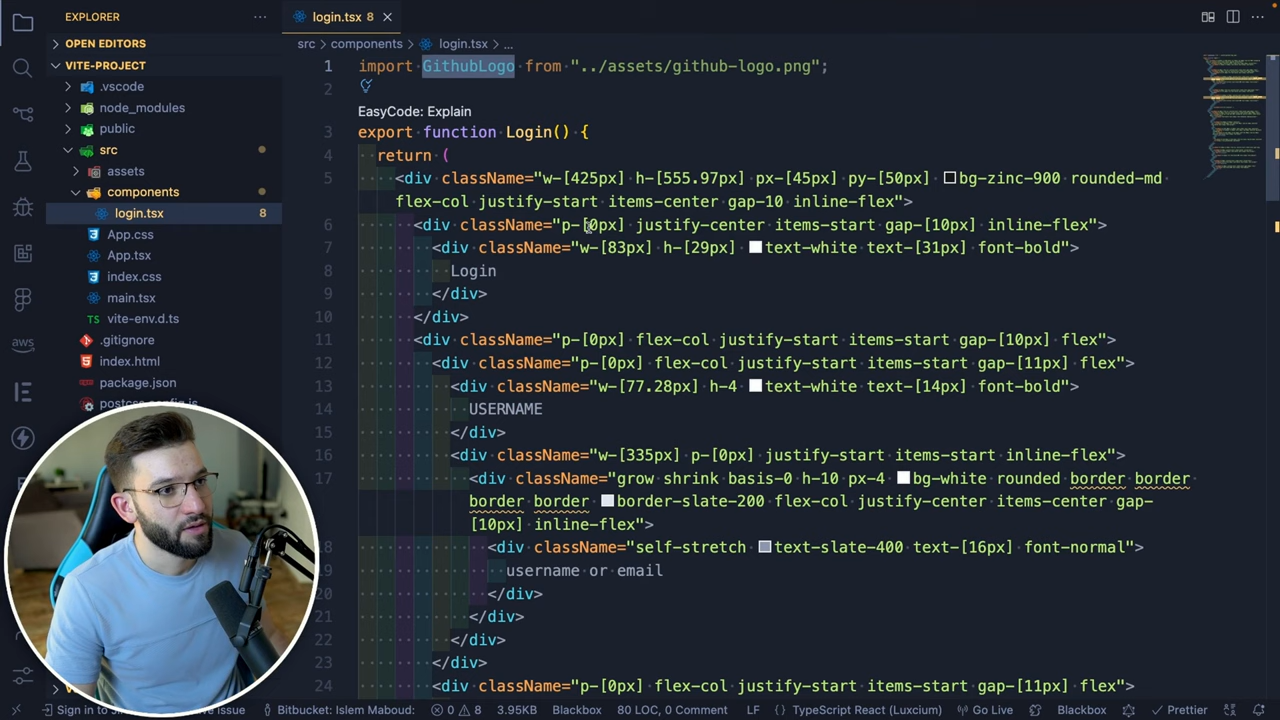 EXPLORER
OPEN EDITORS
VITE-PROJECT
.vscode
node_modules
public
src
assets
components
login.tsx 8
App.css
App.tsx
index.css
main.tsx
vite-env.d.ts
.gitignore
index.html
package.json
aws
login.tsx 8
src > components > login.tsx > ...
1 import GithubLogo from "../assets/github-logo.png";
2
EasyCode: Explain
3 export function Login() {
4 return (
5 <div className="w-[425px] h-[555.97px] px-[45px] py-[50px] bg-zinc-900 rounded-md
flex-col justify-start items-center gap-10 inline-flex">
6 <div className="p-[0px] justify-center items-start gap-[10px] inline-flex">
7 <div className="w-[83px] h-[29px] text-white text-[31px] font-bold">
8 Login
9 </div>
10 </div>
11 <div className="p-[0px] flex-col justify-start items-start gap-[10px] flex">
12 <div className="p-[0px] flex-col justify-start items-start gap-[11px] flex">
13 <div className="w-[77.28px] h-4 text-white text-[14px] font-bold">
14 USERNAME
15 </div>
16 <div className="w-[335px] p-[0px] justify-start items-start inline-flex">
17 <div className="grow shrink basis-0 h-10 px-4 bg-white rounded border border
border border border-slate-200 flex-col justify-center items-center gap-
[10px] inline-flex">
18 <div className="self-stretch text-slate-400 text-[16px] font-normal">
19 username or email
20 </div>
21 </div>
22 </div>
23 </div>
24 <div className="p-[0px] flex-col justify-start items-start gap-[11px] flex">
Bitbucket: Islem Maboud:
0 8 3.95KB Blackbox 80 LOC, 0 Comment LF {} TypeScript React (Luxcium) Go Live Blackbox Prettier